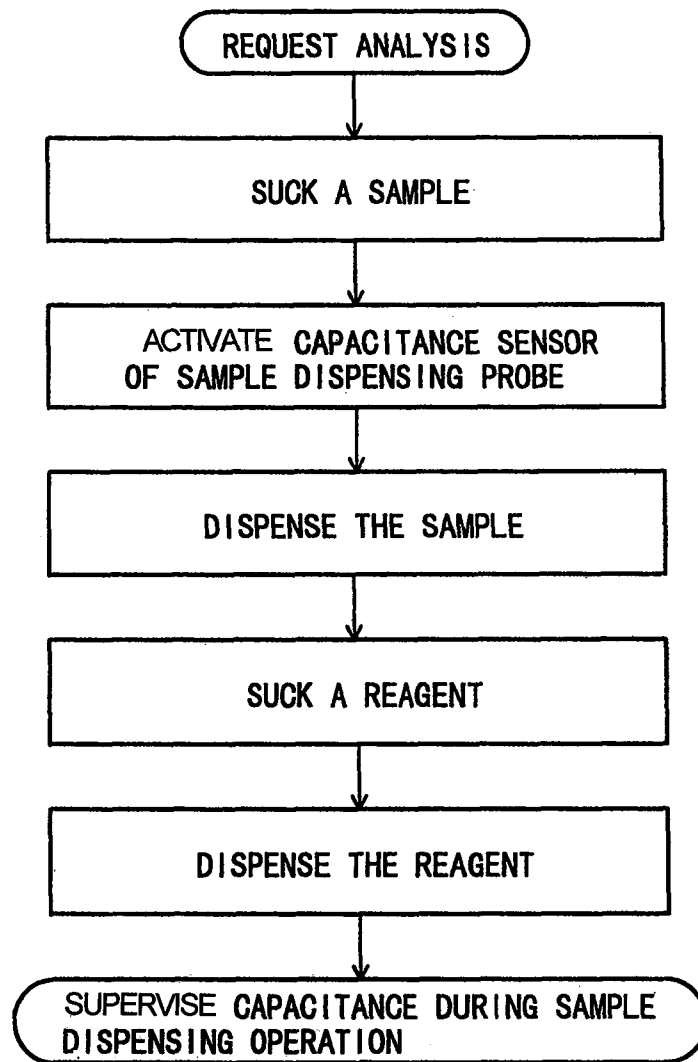 REQUEST ANALYSIS
SUCK A SAMPLE
ACTIVATE CAPACITANCE SENSOR
OF SAMPLE DISPENSING PROBE
DISPENSE THE SAMPLE
SUCK A REAGENT
DISPENSE THE REAGENT
SUPERVISE CAPACITANCE DURING SAMPLE
DISPENSING OPERATION